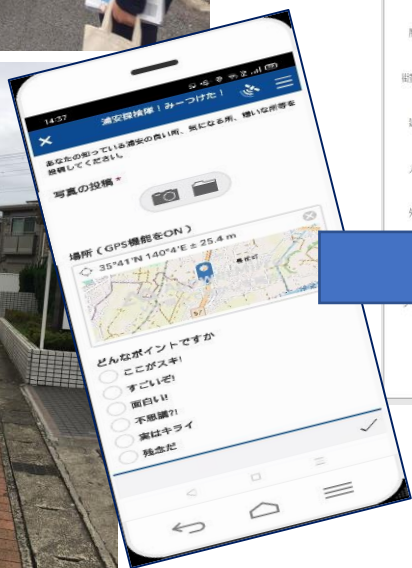 14:37
浦安探検隊！みーつけた！
あなたの知っている浦安の良い所、気になる所、嫌いな所等を
投稿してください。
写真の投稿 *
場所（GPS機能をON）
35°41'N 140°4'E ± 25.4 m
どんなポイントですか
ここがスキ!
すごいぞ!
面白い!
不思議?!
実はキライ
残念だ